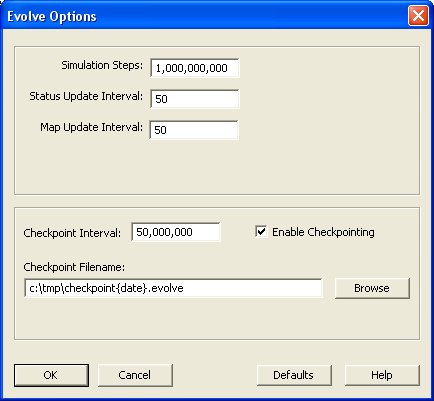 Evolve Options
Simulation Steps: 1,000,000,000
Status Update Interval: 50
Map Update Interval: 50
Checkpoint Interval: 50,000,000 Enable Checkpointing
Checkpoint Filename:
c:\tmp\checkpoint{date}.evolve Browse
OK Cancel Defaults Help